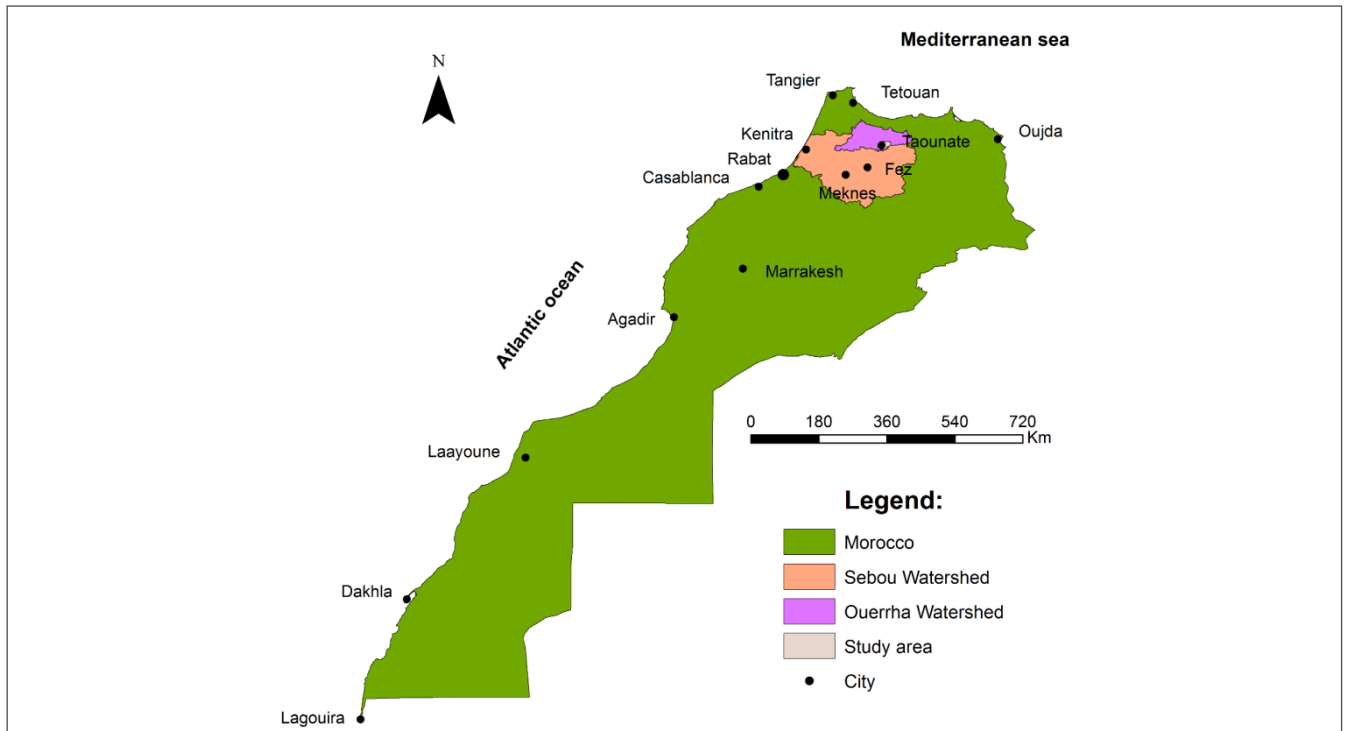 Mediterranean sea
N
Tangier
Tetouan
Kenitra
Oujda
Taounate
Rabat
Fez
Casablanca
Meknes
Marrakesh
Atlantic ocean
Agadir
0 180 360 540 720
Km
Laayoune
Legend:
Morocco
Sebou Watershed
Dakhla
Ouerrha Watershed
Study area
City
Lagouira